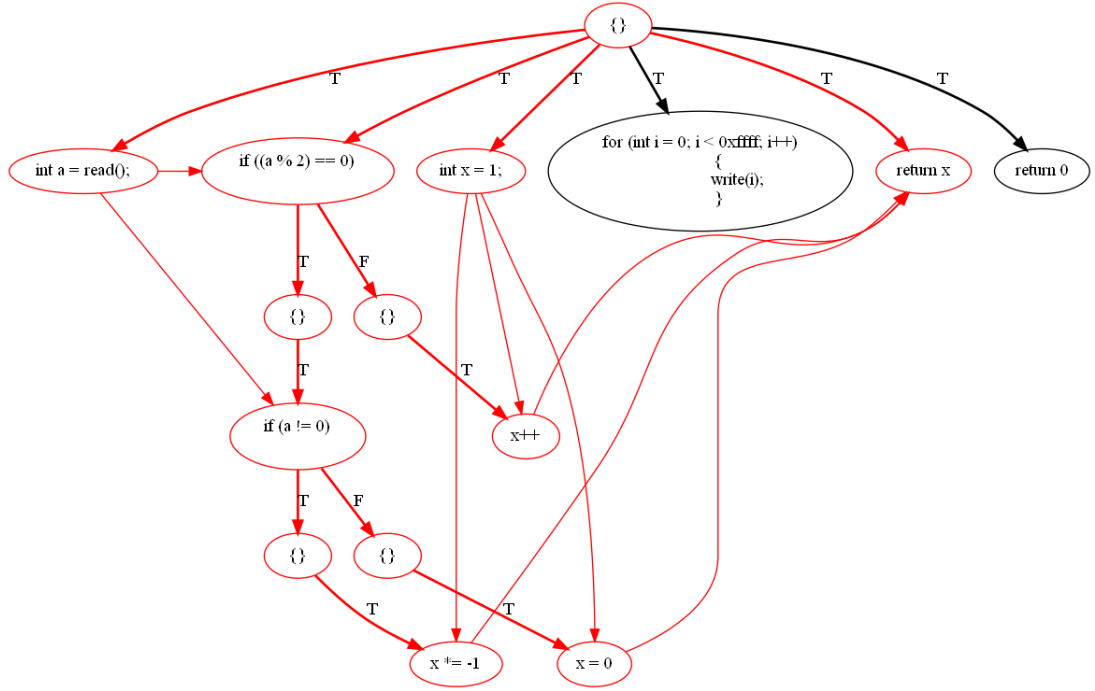 {}
T T T T T T
int a = read();
if ((a % 2) == 0)
int x = 1;
for (int i = 0; i < 0xffff; i++)
{
write(i);
}
return x
return 0
T F
{} {}
T T
if (a != 0)
x++
T F
{} {}
T T
x *= -1
x = 0